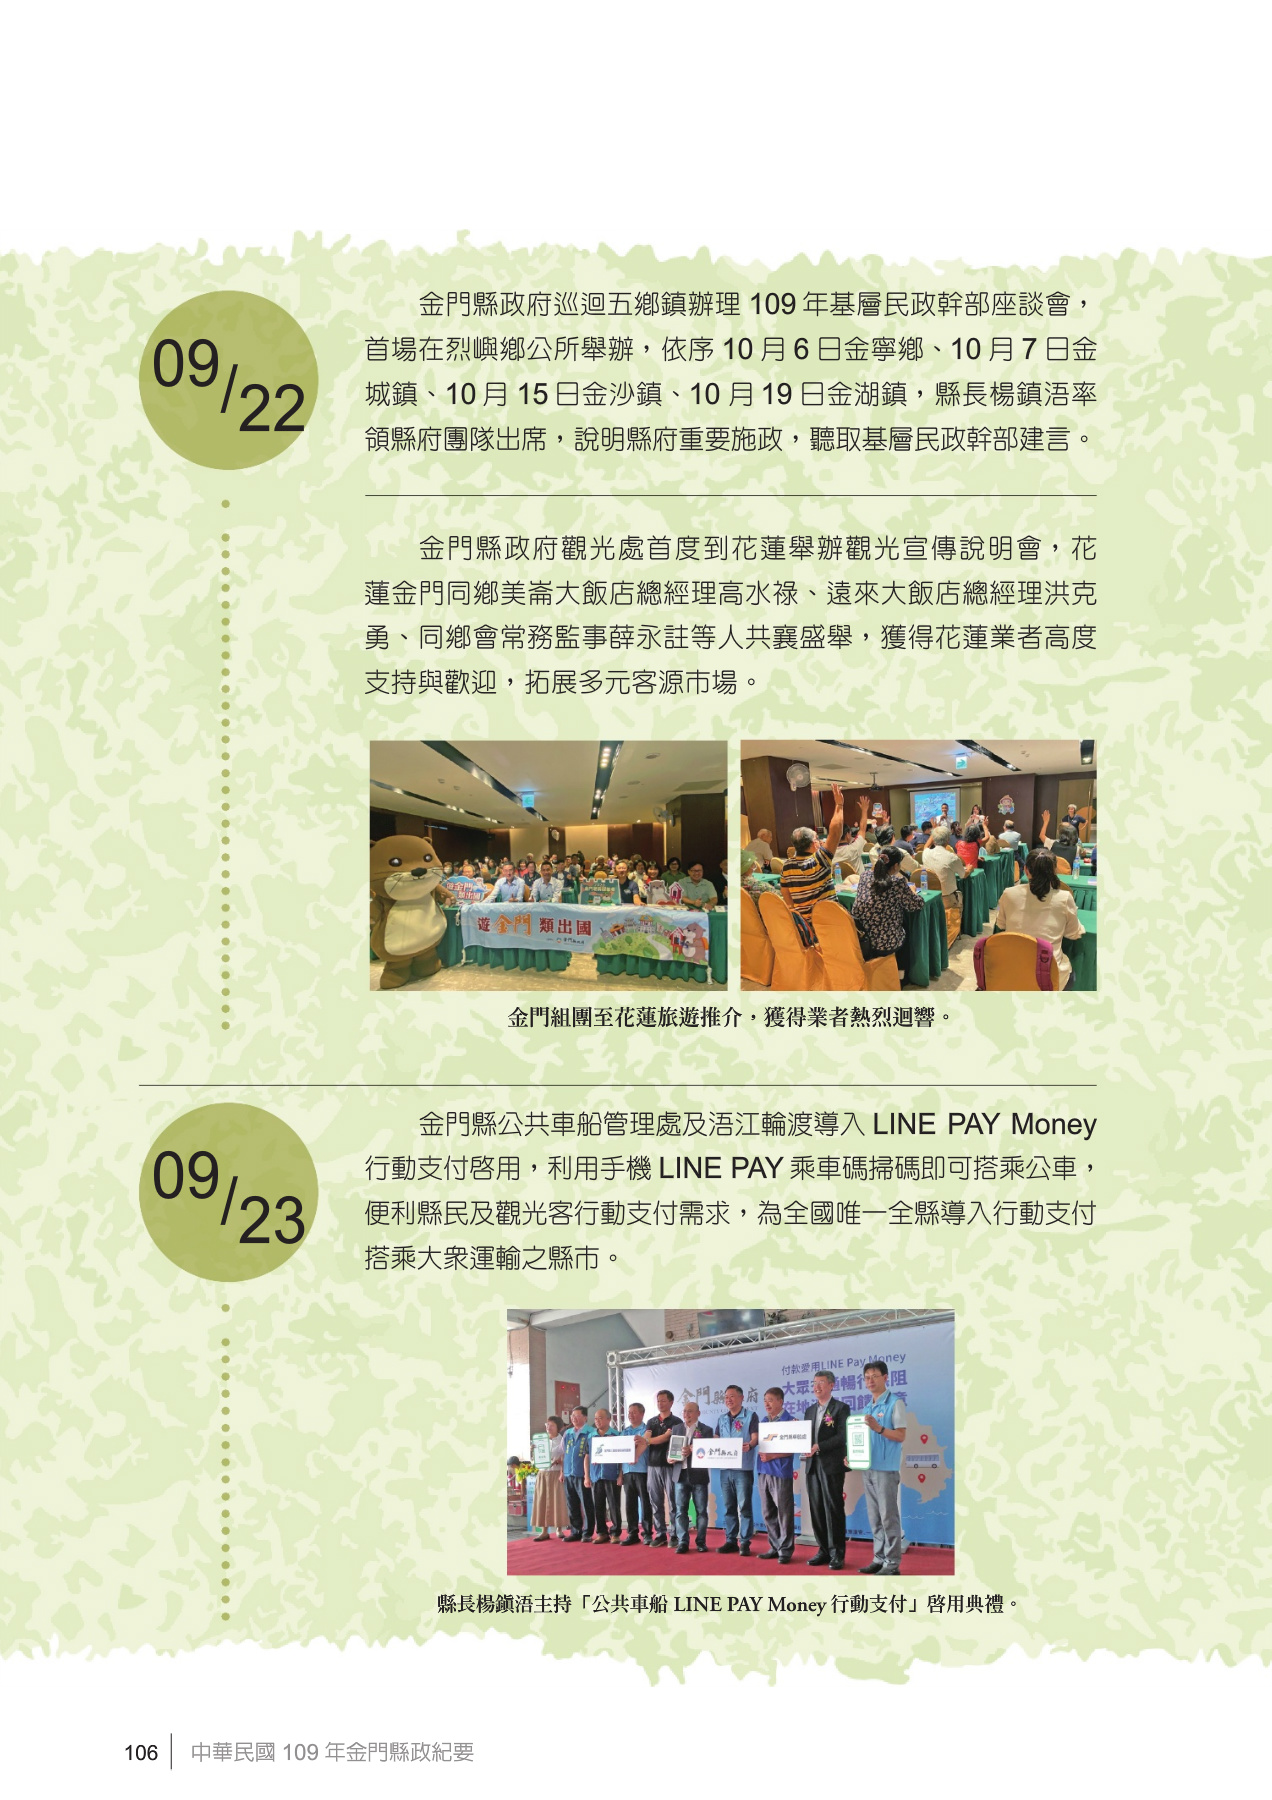 09/22
金門縣政府巡迴五鄉鎮辦理 109 年基層民政幹部座談會，
首場在烈嶼鄉公所舉辦，依序 10 月 6 日金寧鄉、10 月 7 日金
城鎮、10 月 15 日金沙鎮、10 月 19 日金湖鎮，縣長楊鎮浯率
領縣府團隊出席，說明縣府重要施政，聽取基層民政幹部建言。
金門縣政府觀光處首度到花蓮舉辦觀光宣傳說明會，花
蓮金門同鄉美崙大飯店總經理高水祿、遠來大飯店總經理洪克
勇、同鄉會常務監事薛永註等人共襄盛舉，獲得花蓮業者高度
支持與歡迎，拓展多元客源市場。
遊金門 類出國
金門組團至花蓮旅遊推介，獲得業者熱烈迴響。
09/23
金門縣公共車船管理處及浯江輪渡導入 LINE PAY Money
行動支付啓用，利用手機 LINE PAY 乘車碼掃碼即可搭乘公車，
便利縣民及觀光客行動支付需求，為全國唯一全縣導入行動支付
搭乘大眾運輸之縣市。
付款愛用LINE Pay Money
金門縣政府
縣長楊鎮浯主持「公共車船 LINE PAY Money 行動支付」啓用典禮。
106
中華民國 109 年金門縣政紀要